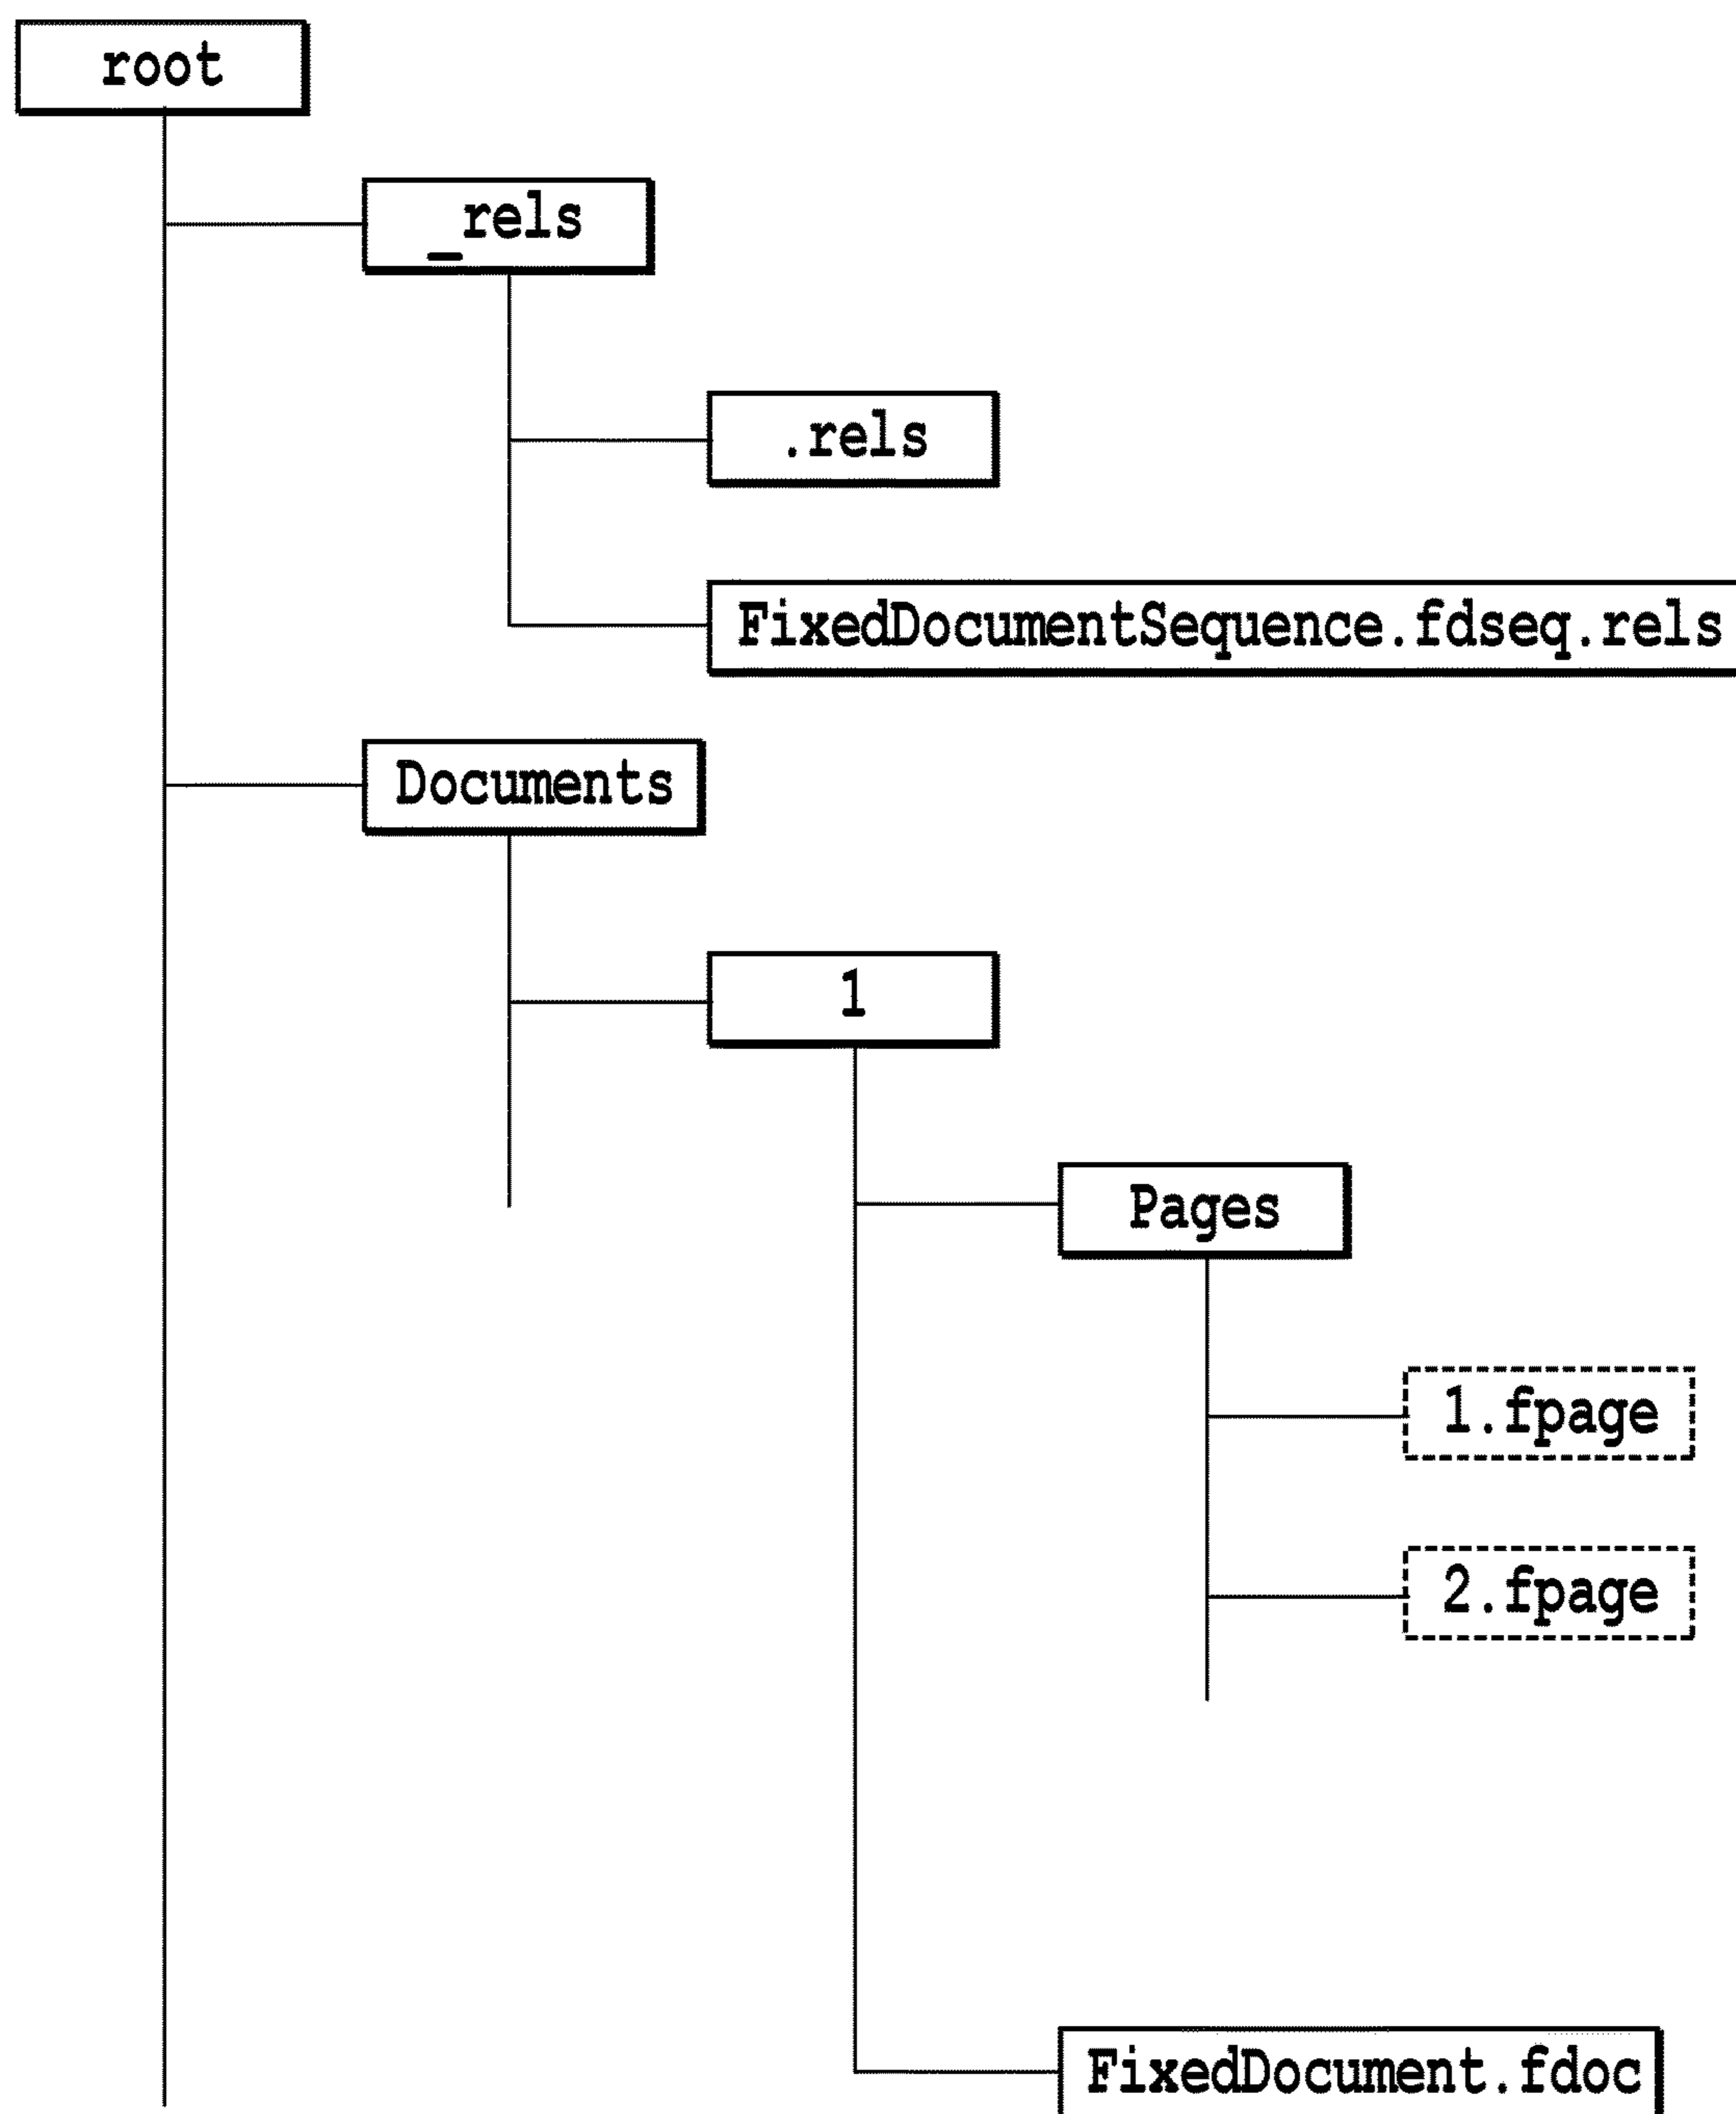 root
_rels
.rels
FixedDocumentSequence.fdseq.rels
Documents
1
Pages
1.fpage
2.fpage
FixedDocument.fdoc